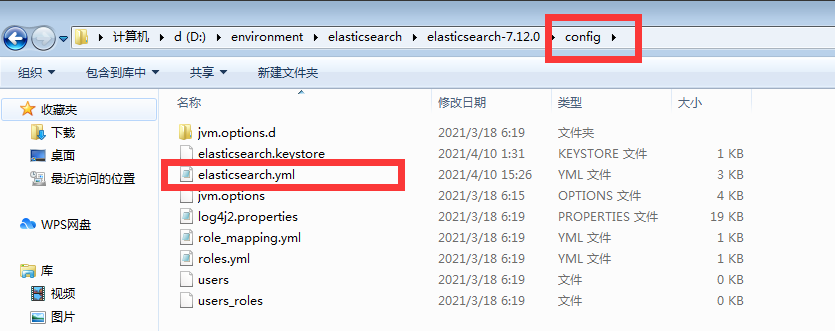 计算机 ▸ d (D:) ▸ environment ▸ elasticsearch ▸ elasticsearch-7.12.0 ▸ config ▸
组织 包含到库中 共享 新建文件夹
收藏夹
下载
桌面
最近访问的位置
WPS网盘
库
视频
图片
名称 修改日期 类型 大小
jvm.options.d 2021/3/18 6:19 文件夹
elasticsearch.keystore 2021/4/10 1:31 KEYSTORE 文件 1 KB
elasticsearch.yml 2021/4/10 15:26 YML 文件 3 KB
jvm.options 2021/3/18 6:15 OPTIONS 文件 4 KB
log4j2.properties 2021/3/18 6:19 PROPERTIES 文件 19 KB
role_mapping.yml 2021/3/18 6:19 YML 文件 1 KB
roles.yml 2021/3/18 6:19 YML 文件 1 KB
users 2021/3/18 6:19 文件 0 KB
users_roles 2021/3/18 6:19 文件 0 KB